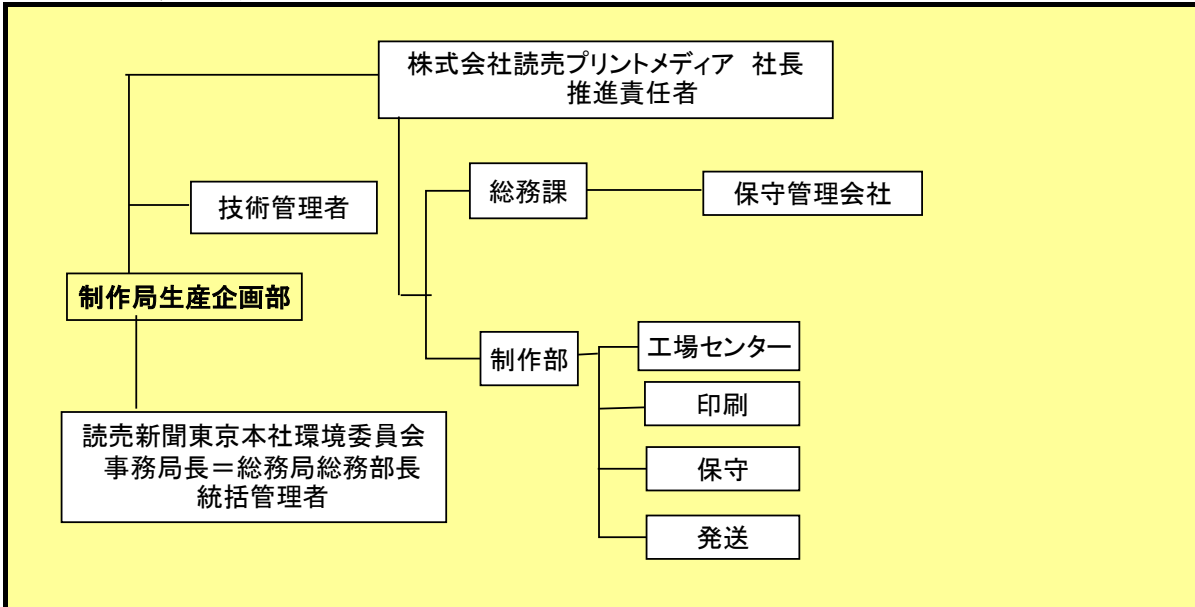 株式会社読売プリントメディア 社長
推進責任者
総務課
保守管理会社
技術管理者
制作局生産企画部
制作部
工場センター
印刷
保守
発送
読売新聞東京本社環境委員会
事務局長＝総務局総務部長
統括管理者